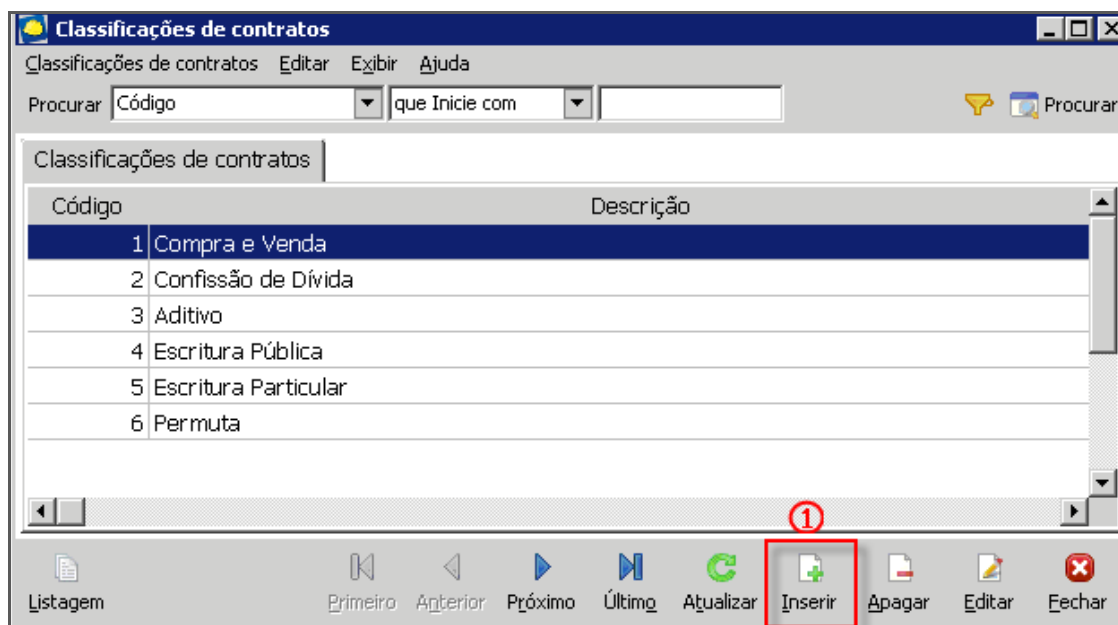 Classificações de contratos
Classificações de contratos Editar Exibir Ajuda
Procurar Código que Inicie com Procurar
Classificações de contratos
Código Descrição
1 Compra e Venda
2 Confissão de Dívida
3 Aditivo
4 Escritura Pública
5 Escritura Particular
6 Permuta
1
Listagem Primeiro Anterior Próximo Último Atualizar Inserir Apagar Editar Fechar